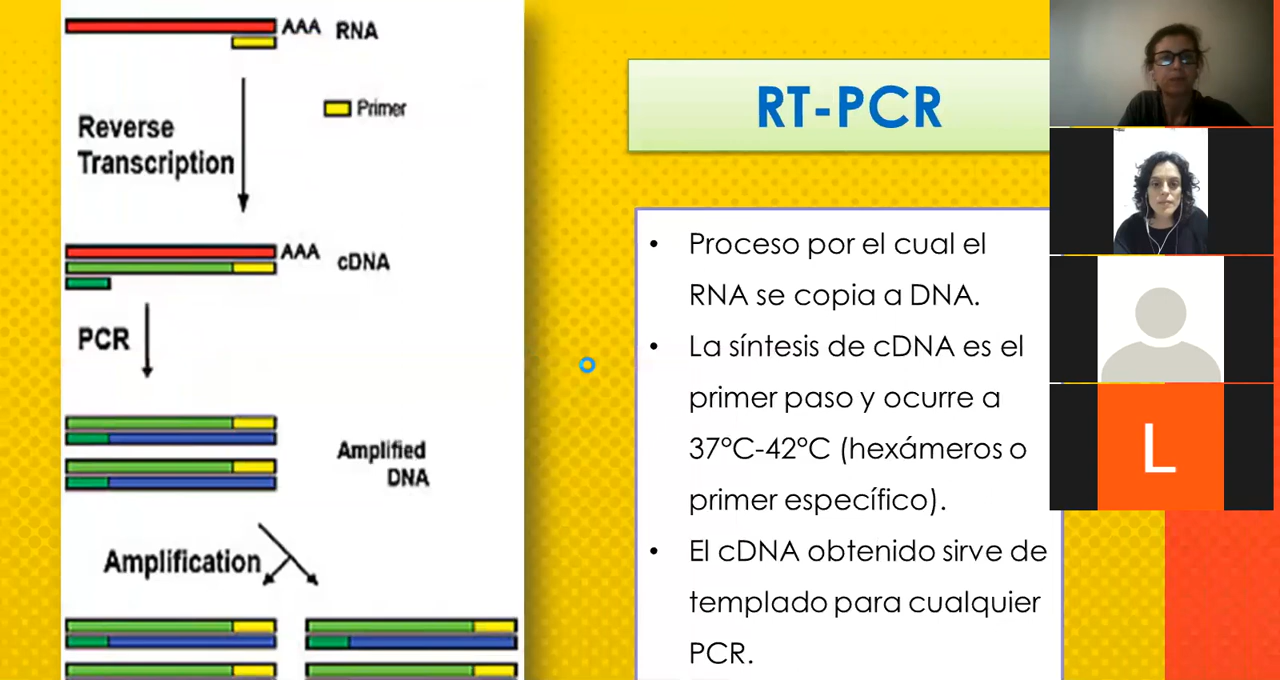 AAA RNA
Primer
Reverse
Transcription
AAA cDNA
PCR
Amplified
DNA
Amplification
RT-PCR
• Proceso por el cual el
RNA se copia a DNA.
• La síntesis de cDNA es el
primer paso y ocurre a
37°C-42°C (hexámeros o
primer específico).
• El cDNA obtenido sirve de
templado para cualquier
PCR.
L